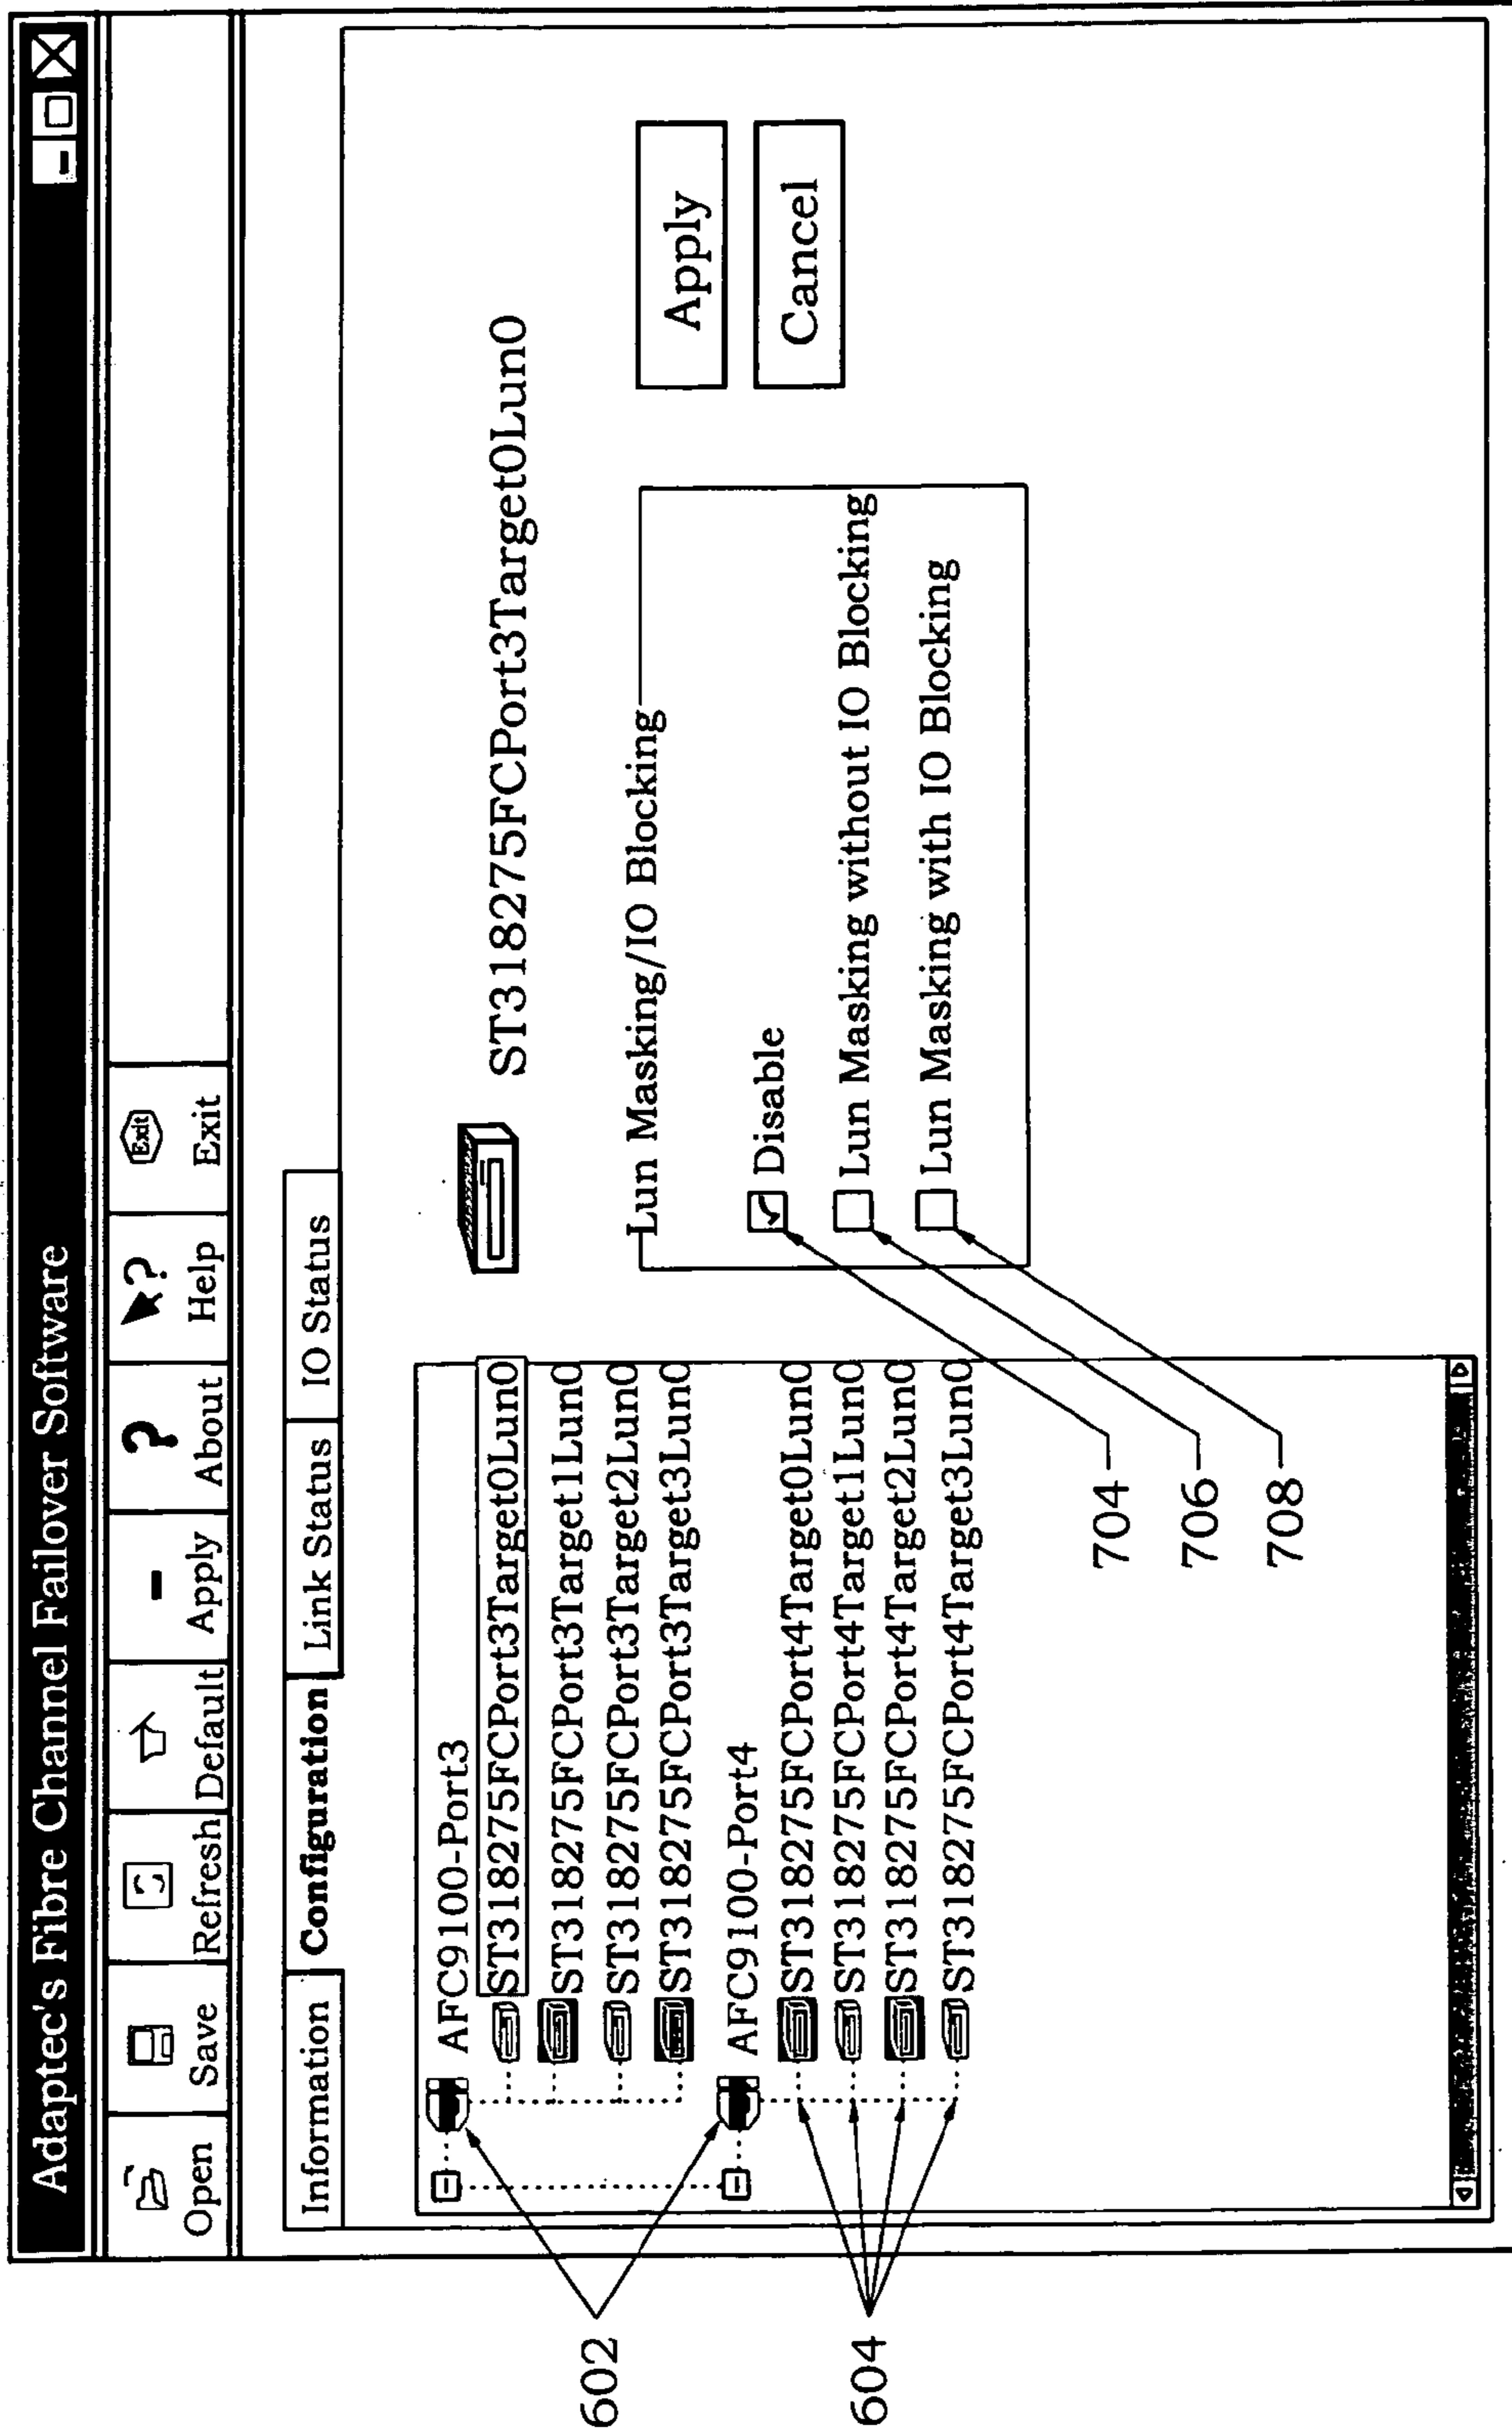 Adaptec's Fibre Channel Failover Software
Open
Save
Refresh
Default
Apply
About
Help
Exit
Exit
Information
Configuration
Link Status
IO Status
AFC9100-Port3
ST318275FCPort3Target0Lun0
ST318275FCPort3Target1Lun0
ST318275FCPort3Target2Lun0
ST318275FCPort3Target3Lun0
AFC9100-Port4
ST318275FCPort4Target0Lun0
ST318275FCPort4Target1Lun0
ST318275FCPort4Target2Lun0
ST318275FCPort4Target3Lun0
ST318275FCPort3Target0Lun0
Lun Masking/IO Blocking
Disable
Lun Masking without IO Blocking
Lun Masking with IO Blocking
Apply
Cancel
602
604
704
706
708